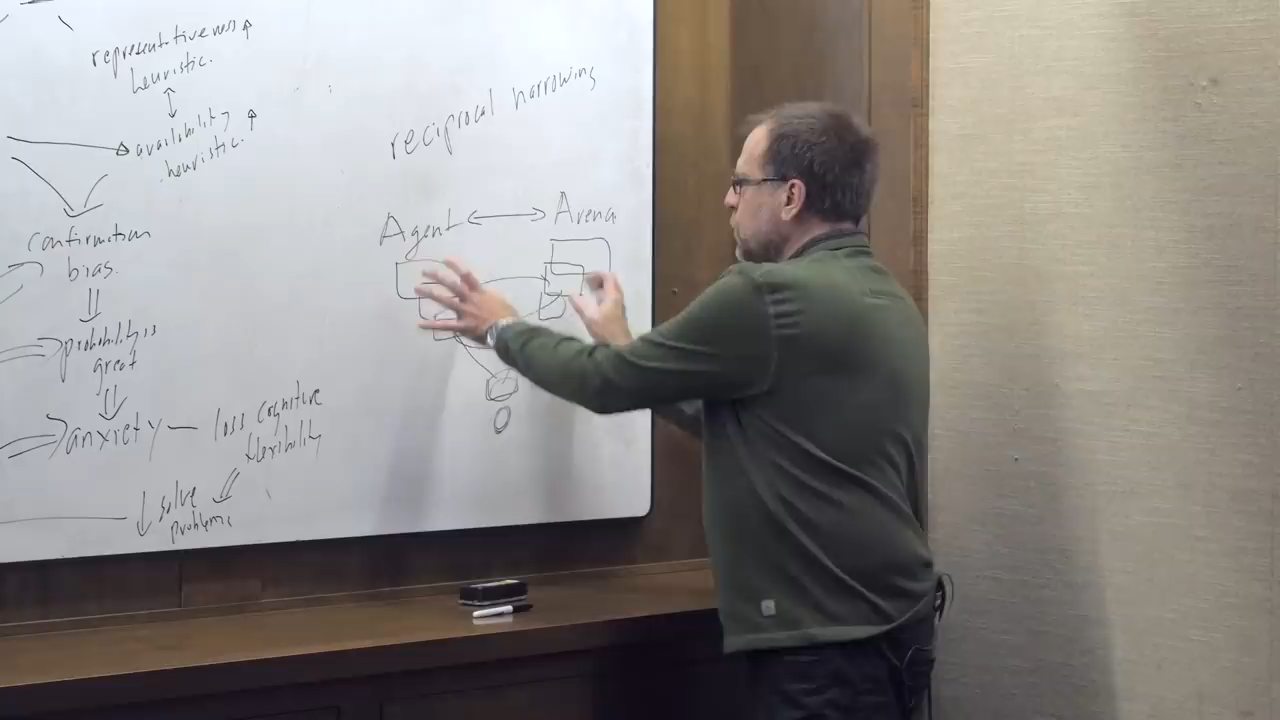 representativeness ↑
heuristic.
↕
availability ↑
heuristic.
confirmation
bias.
⇓
probability is
great
⇓
anxiety — loss cognitive
flexibility
↓ solve
problems
reciprocal narrowing
Agent ↔ Arena